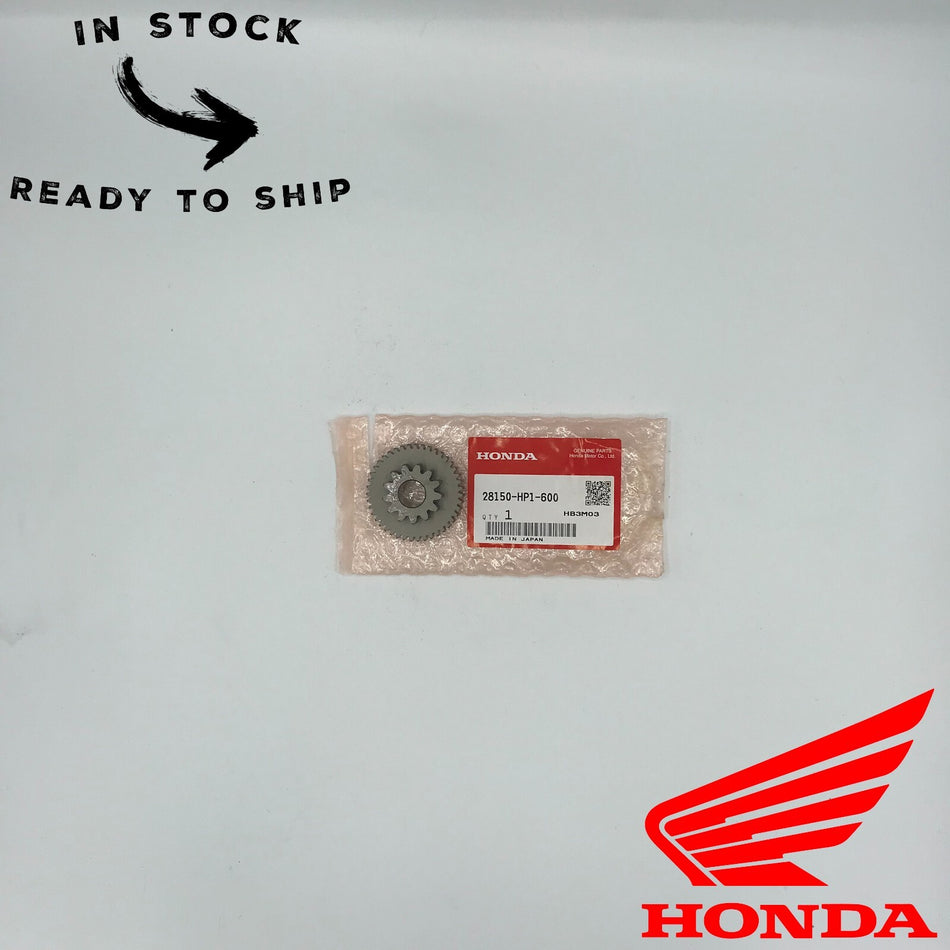 IN STOCK
READY TO SHIP
HONDA
GENUINE PARTS
Honda Motor Co., Ltd.
28150-HP1-600
QTY 1
HB3M03
MADE IN JAPAN
HONDA